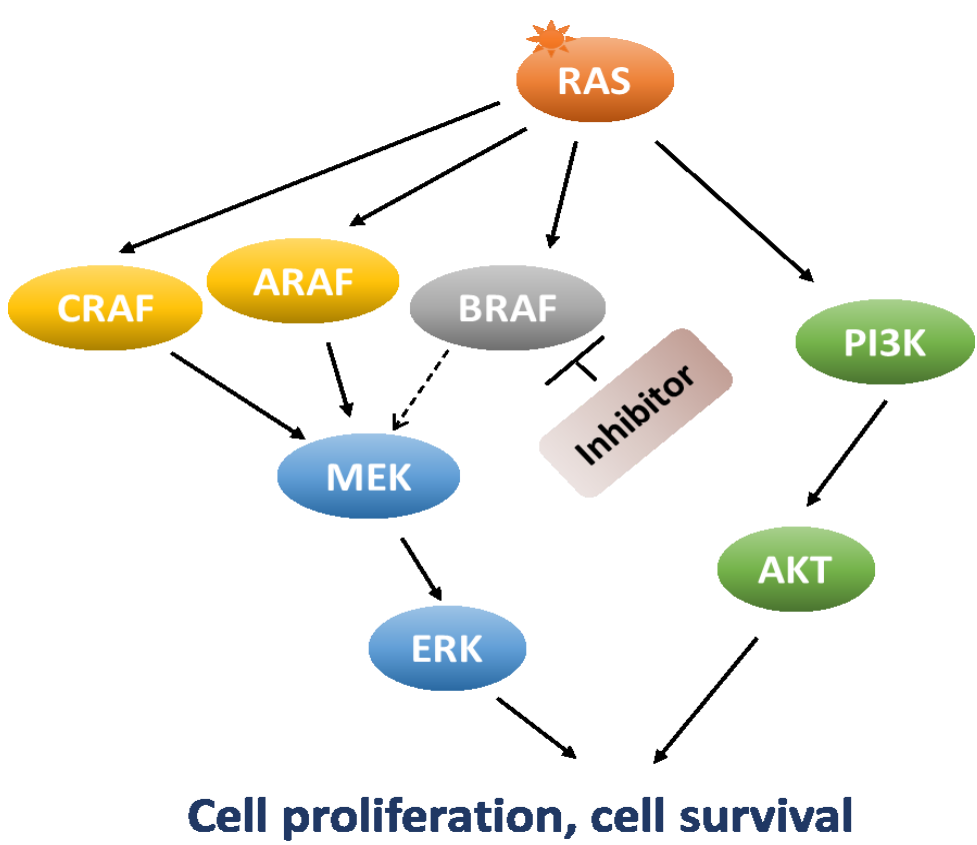 RAS
CRAF
ARAF
BRAF
PI3K
Inhibitor
MEK
AKT
ERK
Cell proliferation, cell survival